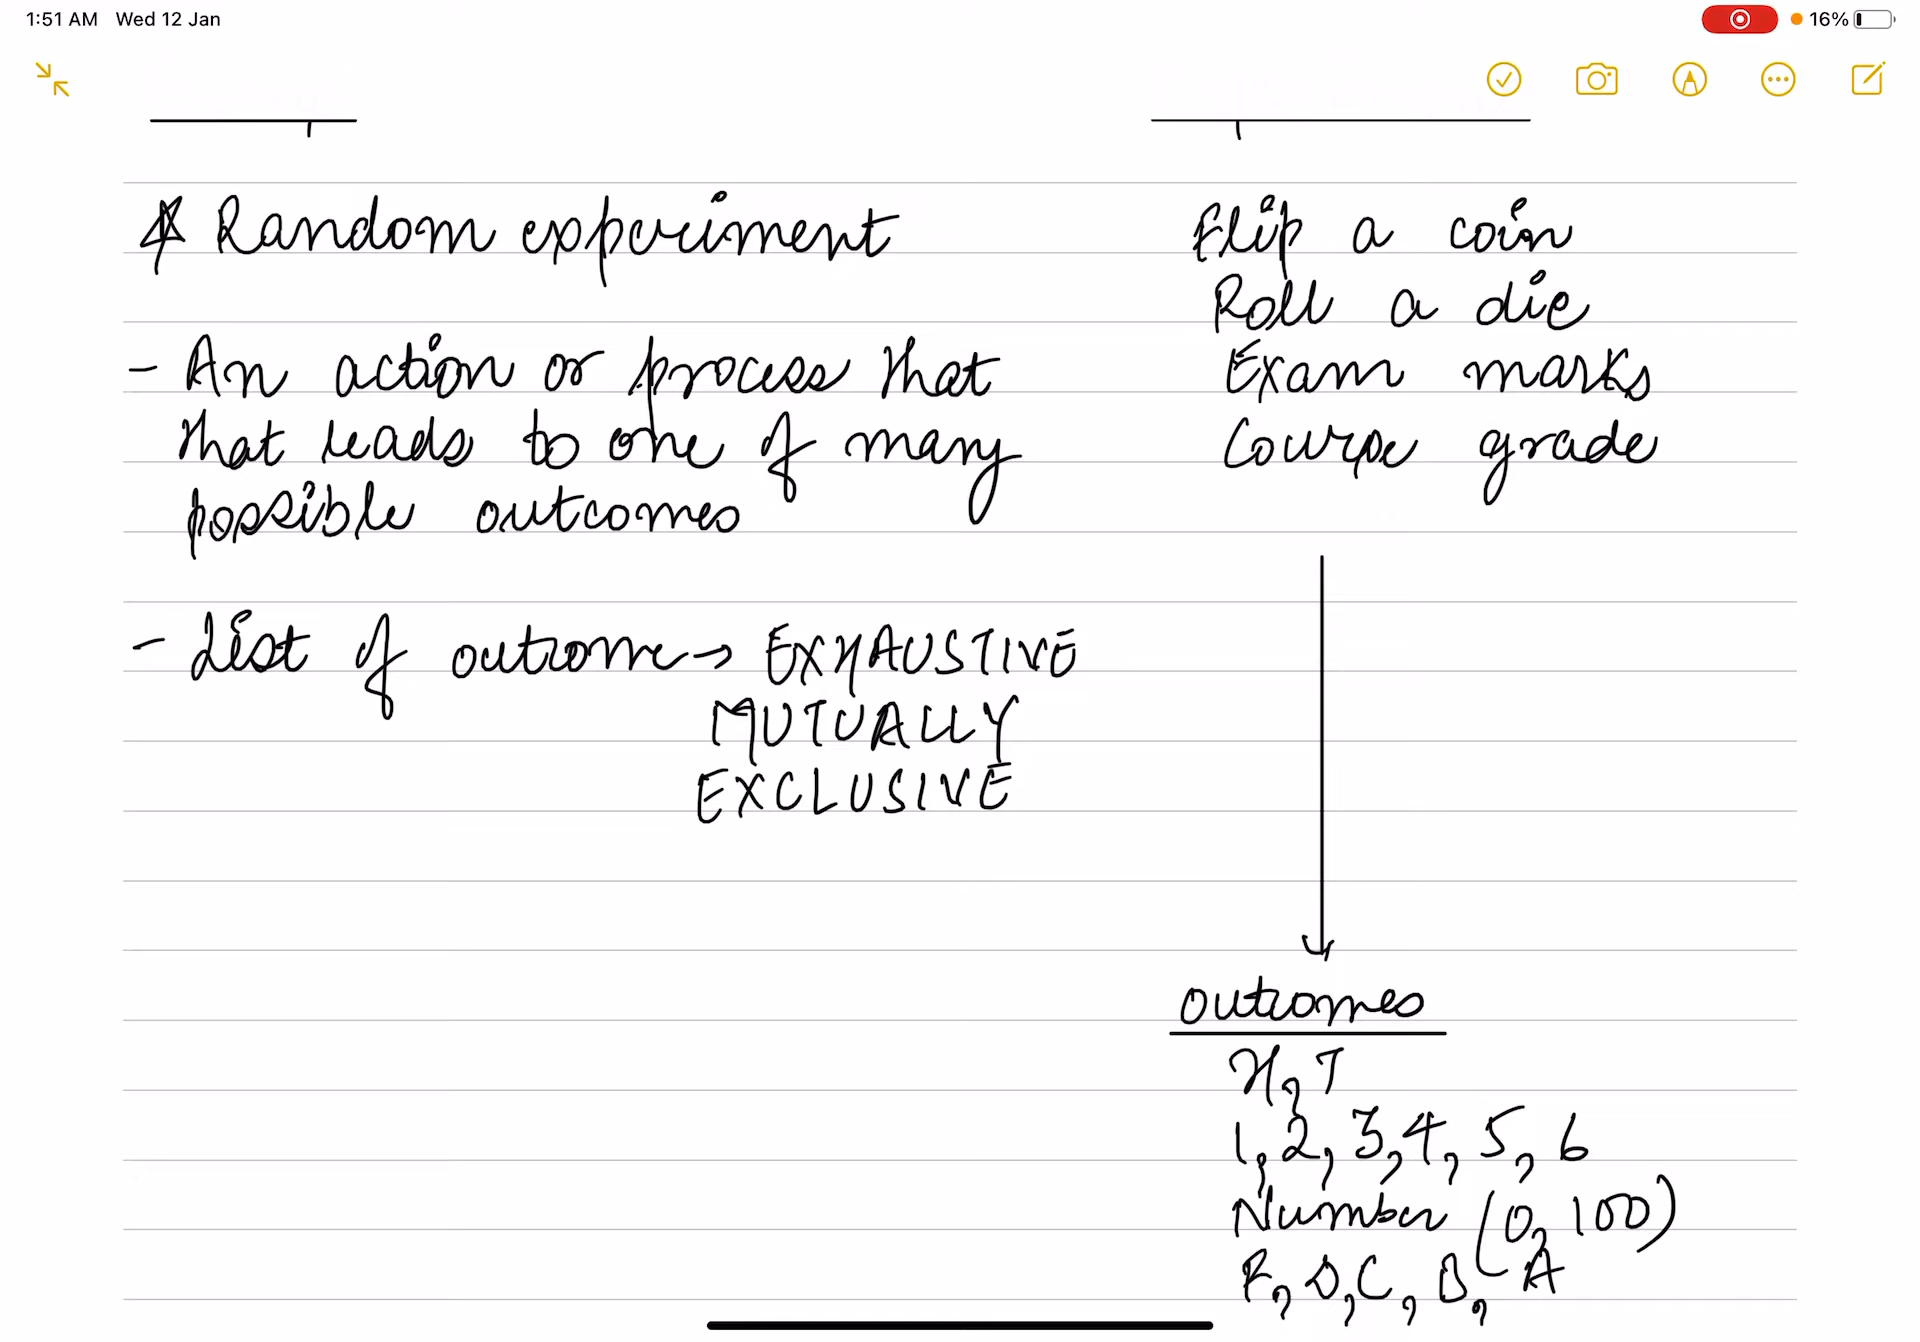 1:51 AM Wed 12 Jan
16%
* Random experiment
- An action or process that
that leads to one of many
possible outcomes
- List of outcome → EXHAUSTIVE
MUTUALLY
EXCLUSIVE
Flip a coin
Roll a die
Exam marks
Course grade
outcomes
H, T
1, 2, 3, 4, 5, 6
Number (0, 100)
F, D, C, B, A